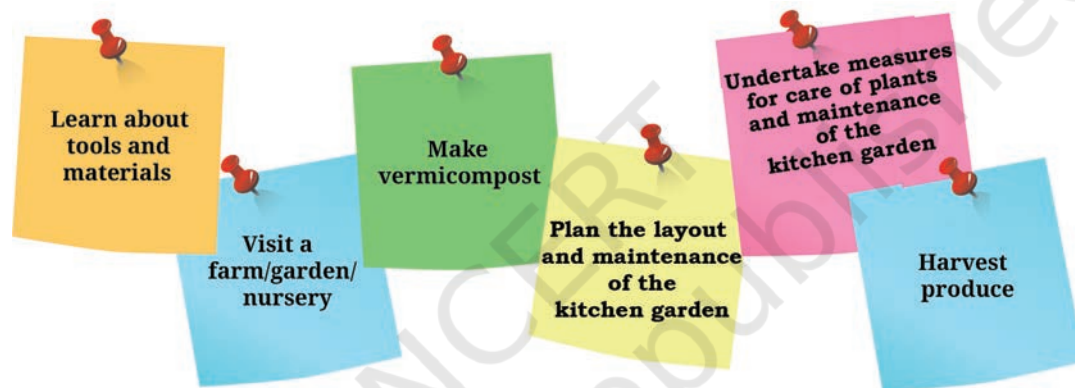 Learn about
tools and
materials
Visit a
farm/garden/
nursery
Make
vermicompost
Plan the layout
and maintenance
of the
kitchen garden
Undertake measures
for care of plants
and maintenance
of the
kitchen garden
Harvest
produce
NCERT
republished